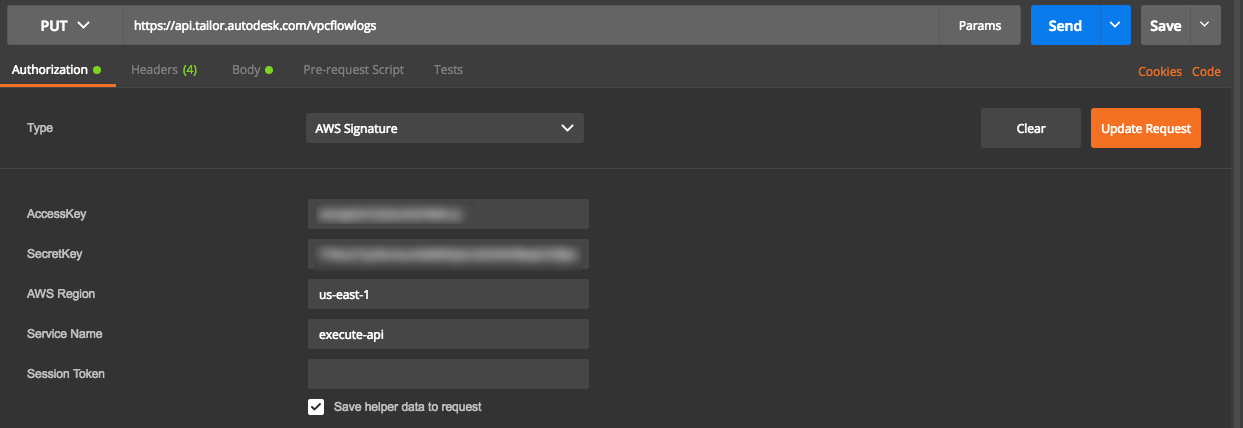 PUT https://api.tailor.autodesk.com/vpcflowlogs Params Send Save
Authorization Headers (4) Body Pre-request Script Tests Cookies Code
Type AWS Signature Clear Update Request
AccessKey
SecretKey
AWS Region us-east-1
Service Name execute-api
Session Token
Save helper data to request